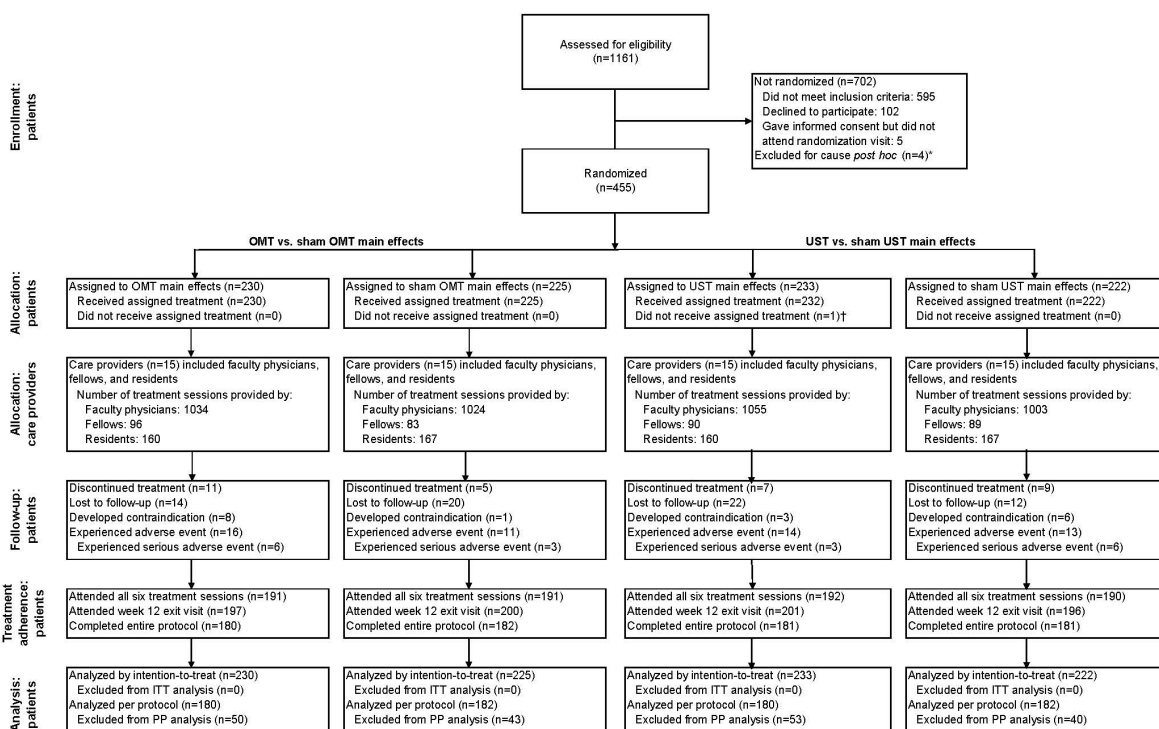 Assessed for eligibility
(n=1161)
Enrollment:
patients
Not randomized (n=702)
Did not meet inclusion criteria: 595
Declined to participate: 102
Gave informed consent but did not
attend randomization visit: 5
Excluded for cause post hoc (n=4)*
Randomized
(n=455)
OMT vs. sham OMT main effects
UST vs. sham UST main effects
Allocation:
patients
Assigned to OMT main effects (n=230)
Received assigned treatment (n=230)
Did not receive assigned treatment (n=0)
Assigned to sham OMT main effects (n=225)
Received assigned treatment (n=225)
Did not receive assigned treatment (n=0)
Assigned to UST main effects (n=233)
Received assigned treatment (n=232)
Did not receive assigned treatment (n=1)†
Assigned to sham UST main effects (n=222)
Received assigned treatment (n=222)
Did not receive assigned treatment (n=0)
Allocation:
care providers
Care providers (n=15) included faculty physicians,
fellows, and residents
Number of treatment sessions provided by:
Faculty physicians: 1034
Fellows: 96
Residents: 160
Care providers (n=15) included faculty physicians,
fellows, and residents
Number of treatment sessions provided by:
Faculty physicians: 1024
Fellows: 83
Residents: 167
Care providers (n=15) included faculty physicians,
fellows, and residents
Number of treatment sessions provided by:
Faculty physicians: 1055
Fellows: 90
Residents: 160
Care providers (n=15) included faculty physicians,
fellows, and residents
Number of treatment sessions provided by:
Faculty physicians: 1003
Fellows: 89
Residents: 167
Follow-up:
patients
Discontinued treatment (n=11)
Lost to follow-up (n=14)
Developed contraindication (n=8)
Experienced adverse event (n=16)
Experienced serious adverse event (n=6)
Discontinued treatment (n=5)
Lost to follow-up (n=20)
Developed contraindication (n=1)
Experienced adverse event (n=11)
Experienced serious adverse event (n=3)
Discontinued treatment (n=7)
Lost to follow-up (n=22)
Developed contraindication (n=3)
Experienced adverse event (n=14)
Experienced serious adverse event (n=3)
Discontinued treatment (n=9)
Lost to follow-up (n=12)
Developed contraindication (n=6)
Experienced adverse event (n=13)
Experienced serious adverse event (n=6)
Treatment
adherence:
patients
Attended all six treatment sessions (n=191)
Attended week 12 exit visit (n=197)
Completed entire protocol (n=180)
Attended all six treatment sessions (n=191)
Attended week 12 exit visit (n=200)
Completed entire protocol (n=182)
Attended all six treatment sessions (n=192)
Attended week 12 exit visit (n=201)
Completed entire protocol (n=181)
Attended all six treatment sessions (n=190)
Attended week 12 exit visit (n=196)
Completed entire protocol (n=181)
Analysis:
patients
Analyzed by intention-to-treat (n=230)
Excluded from ITT analysis (n=0)
Analyzed per protocol (n=180)
Excluded from PP analysis (n=50)
Analyzed by intention-to-treat (n=225)
Excluded from ITT analysis (n=0)
Analyzed per protocol (n=182)
Excluded from PP analysis (n=43)
Analyzed by intention-to-treat (n=233)
Excluded from ITT analysis (n=0)
Analyzed per protocol (n=180)
Excluded from PP analysis (n=53)
Analyzed by intention-to-treat (n=222)
Excluded from ITT analysis (n=0)
Analyzed per protocol (n=182)
Excluded from PP analysis (n=40)